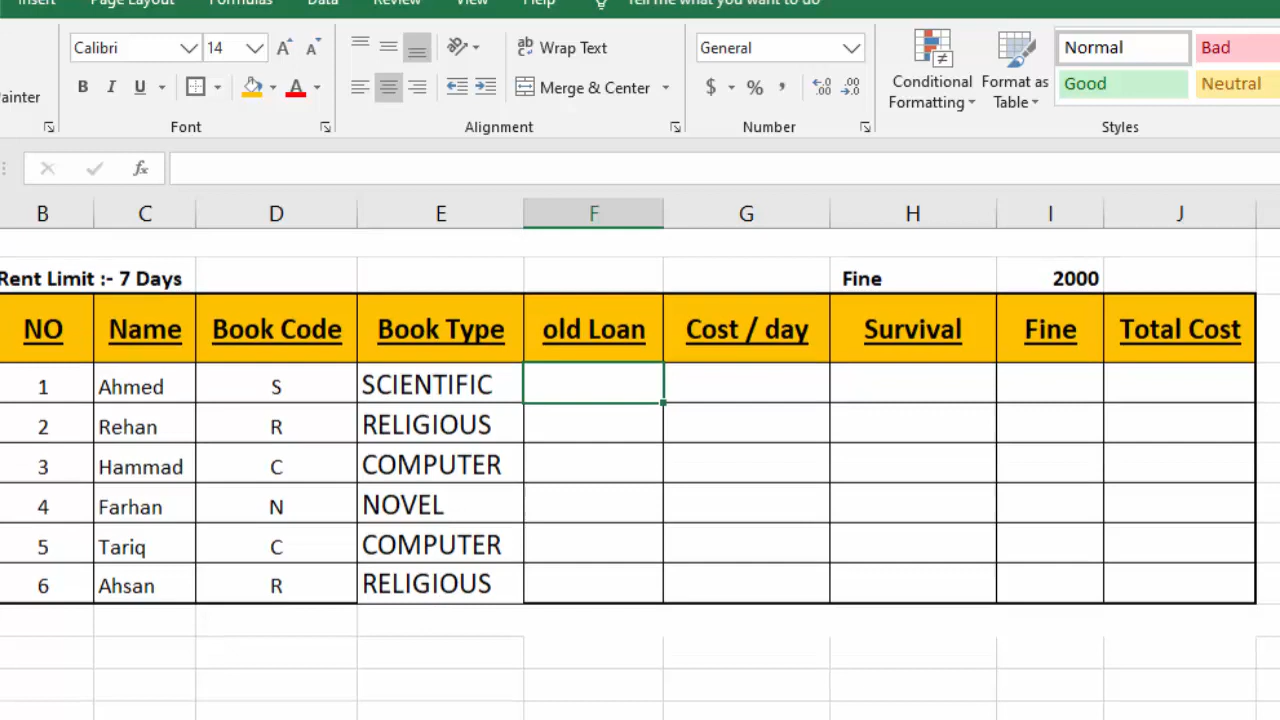 Insert Page Layout Formulas Data Review View Help Tell me what you want to do
Calibri 14 A A ab Wrap Text General Normal Bad
Painter B I U A Merge & Center $ % , .00 Conditional Formatting Format as Table Good Neutral
Font Alignment Number Styles
fx
B C D E F G H I J
Rent Limit :- 7 Days Fine 2000
NO Name Book Code Book Type old Loan Cost / day Survival Fine Total Cost
1 Ahmed S SCIENTIFIC
2 Rehan R RELIGIOUS
3 Hammad C COMPUTER
4 Farhan N NOVEL
5 Tariq C COMPUTER
6 Ahsan R RELIGIOUS